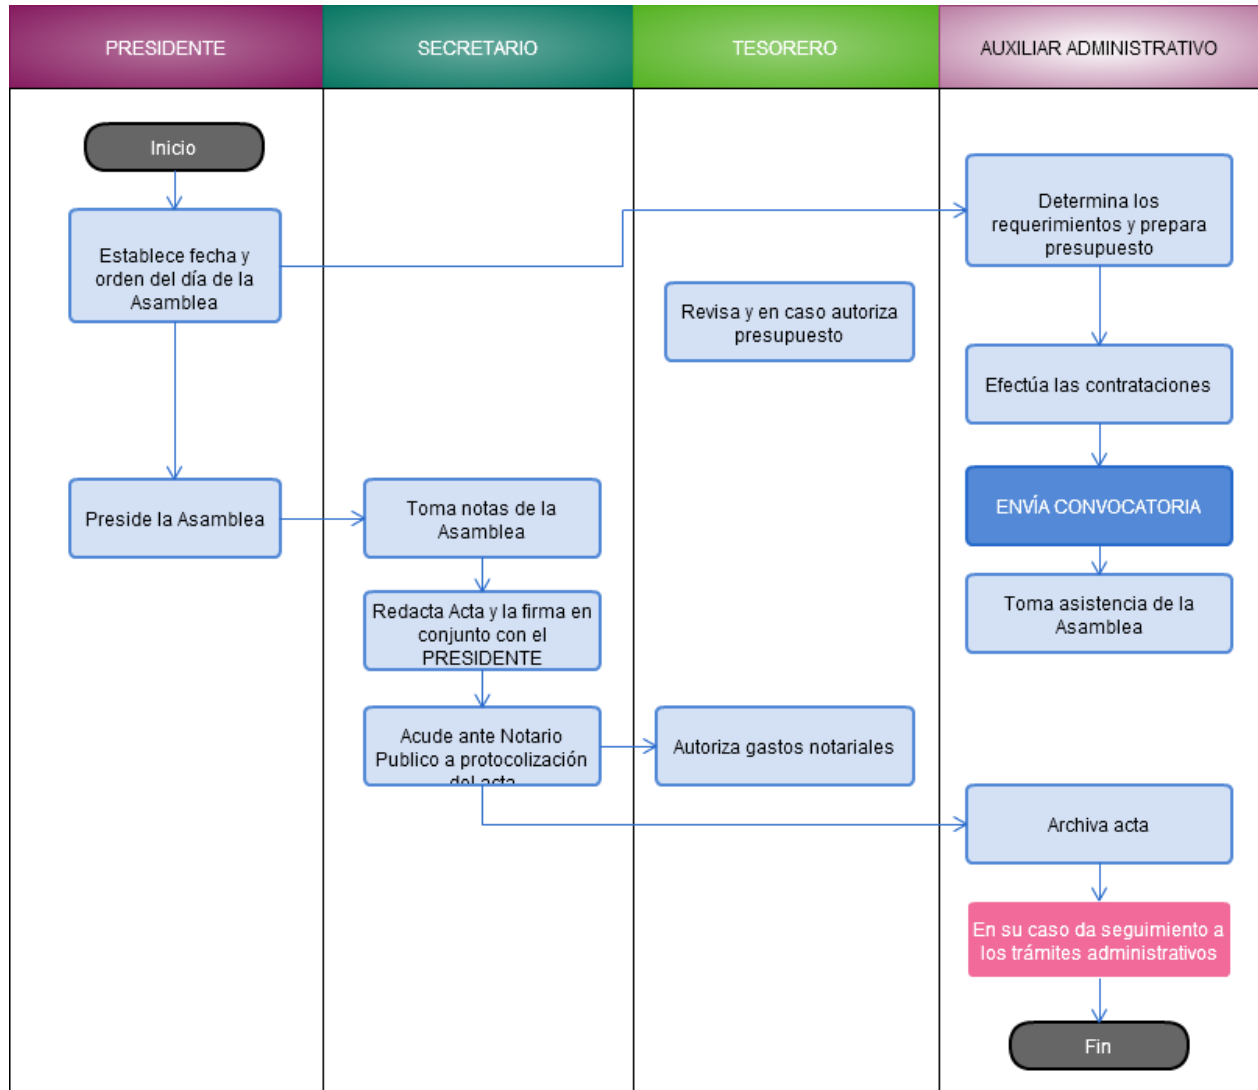 PRESIDENTE
SECRETARIO
TESORERO
AUXILIAR ADMINISTRATIVO
Inicio
Establece fecha y
orden del día de la
Asamblea
Determina los
requerimientos y prepara
presupuesto
Revisa y en caso autoriza
presupuesto
Efectúa las contrataciones
Preside la Asamblea
Toma notas de la
Asamblea
ENVÍA CONVOCATORIA
Redacta Acta y la firma en
conjunto con el
PRESIDENTE
Toma asistencia de la
Asamblea
Acude ante Notario
Publico a protocolización
del acta
Autoriza gastos notariales
Archiva acta
En su caso da seguimiento a
los trámites administrativos
Fin